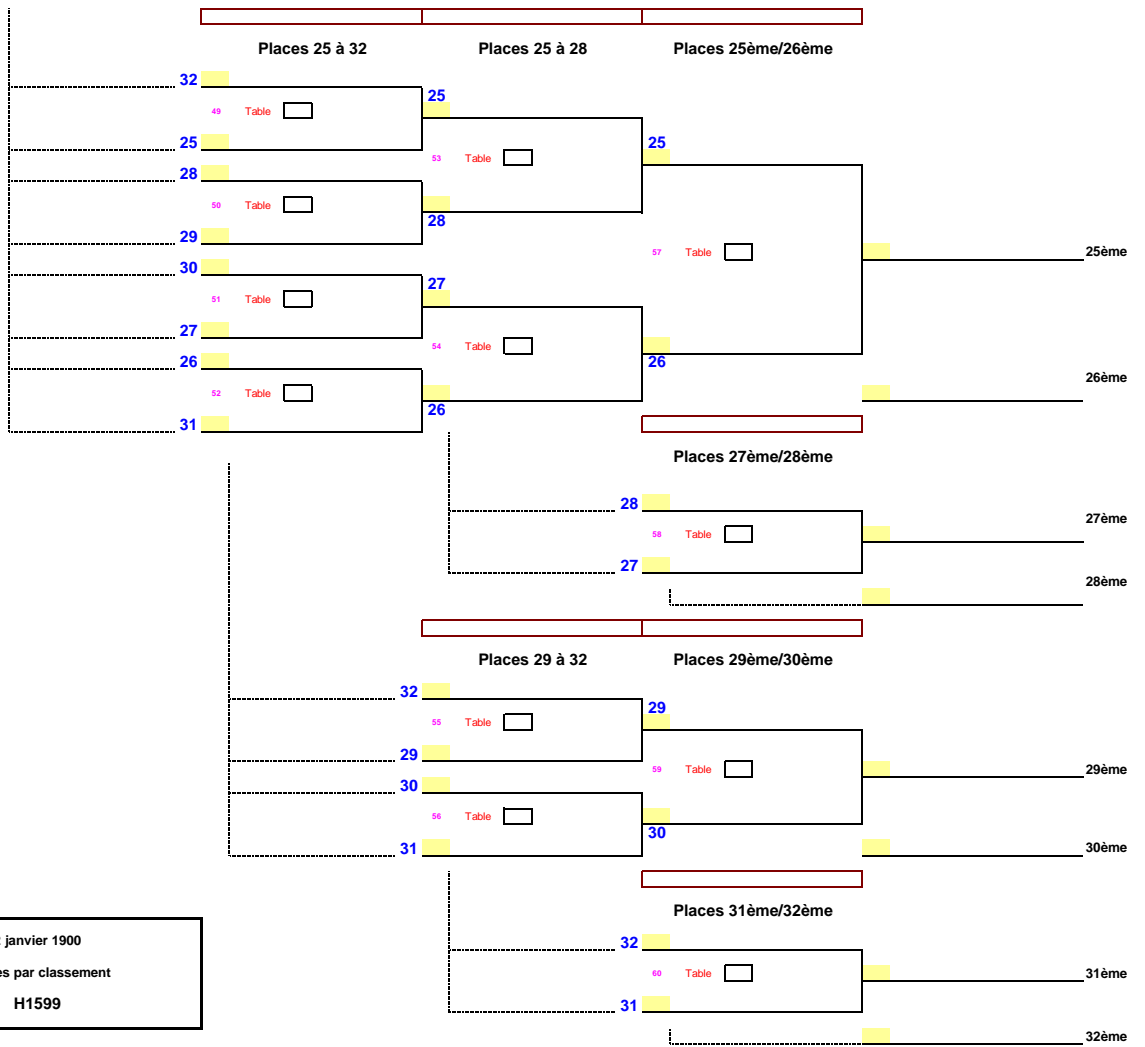 Places 25 à 32 Places 25 à 28 Places 25ème/26ème
32
25
49 Table
25
25
53 Table
28
50 Table
28
29
57 Table
25ème
30
27
51 Table
27
54 Table
26
26
26ème
52 Table
26
31
Places 27ème/28ème
28
27ème
58 Table
27
28ème
Places 29 à 32 Places 29ème/30ème
32
29
55 Table
29
59 Table
29ème
30
56 Table
30
31
30ème
Places 31ème/32ème
janvier 1900
32
es par classement
60 Table
31ème
H1599
31
32ème